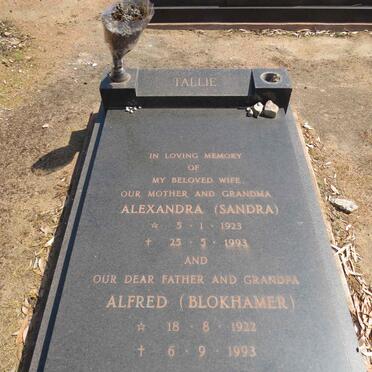 TALLIE
IN LOVING MEMORY
OF
MY BELOVED WIFE
OUR MOTHER AND GRANDMA
ALEXANDRA (SANDRA)
☆ 5 · 1 · 1923
✝ 25 · 5 · 1993
AND
OUR DEAR FATHER AND GRANDPA
ALFRED (BLOKHAMER)
☆ 18 · 8 · 1922
✝ 6 · 9 · 1993